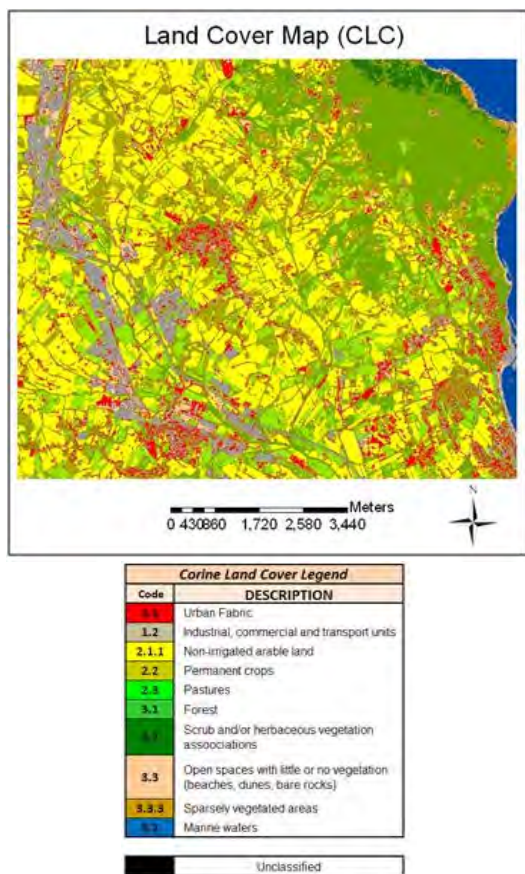 Land Cover Map (CLC)
Meters
0 430860 1,720 2,580 3,440
N
Corine Land Cover Legend
Code DESCRIPTION
Urban Fabric
1.2 Industrial, commercial and transport units
2.1.1 Non-irrigated arable land
2.2 Permanent crops
2.3 Pastures
3.1 Forest
Scrub and/or herbaceous vegetation
assoociations
3.3 Open spaces with little or no vegetation
(beaches, dunes, bare rocks)
3.3.3 Sparsely vegetated areas
Marine waters
Unclassified